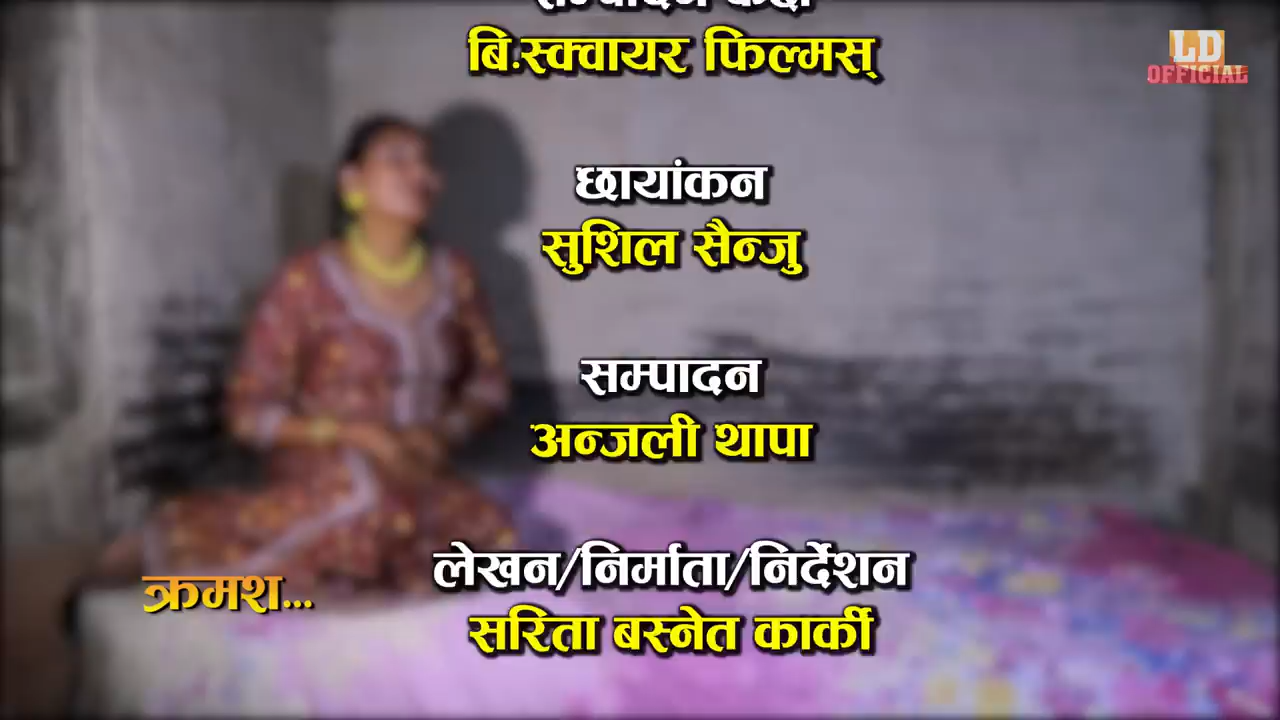 बि.स्क्वायर फिल्मस्
LD
OFFICIAL
छायांकन
सुशिल सैन्जु
सम्पादन
अन्जली थापा
लेखन/निर्माता/निर्देशन
सरिता बस्नेत कार्की
क्रमश...